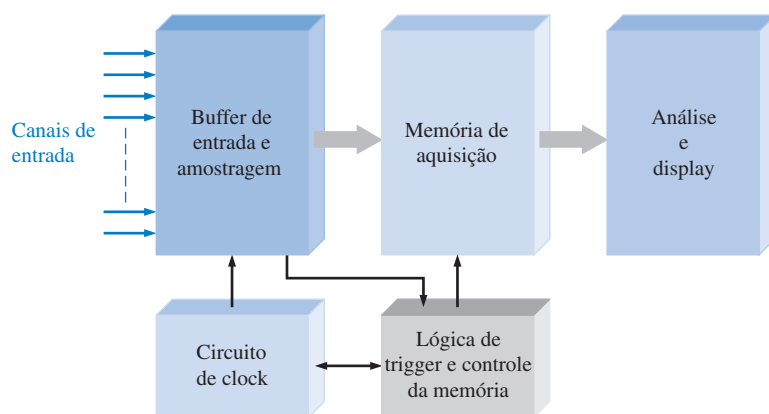 Canais de
entrada
Buffer de
entrada e
amostragem
Memória de
aquisição
Análise
e
display
Circuito
de clock
Lógica de
trigger e controle
da memória